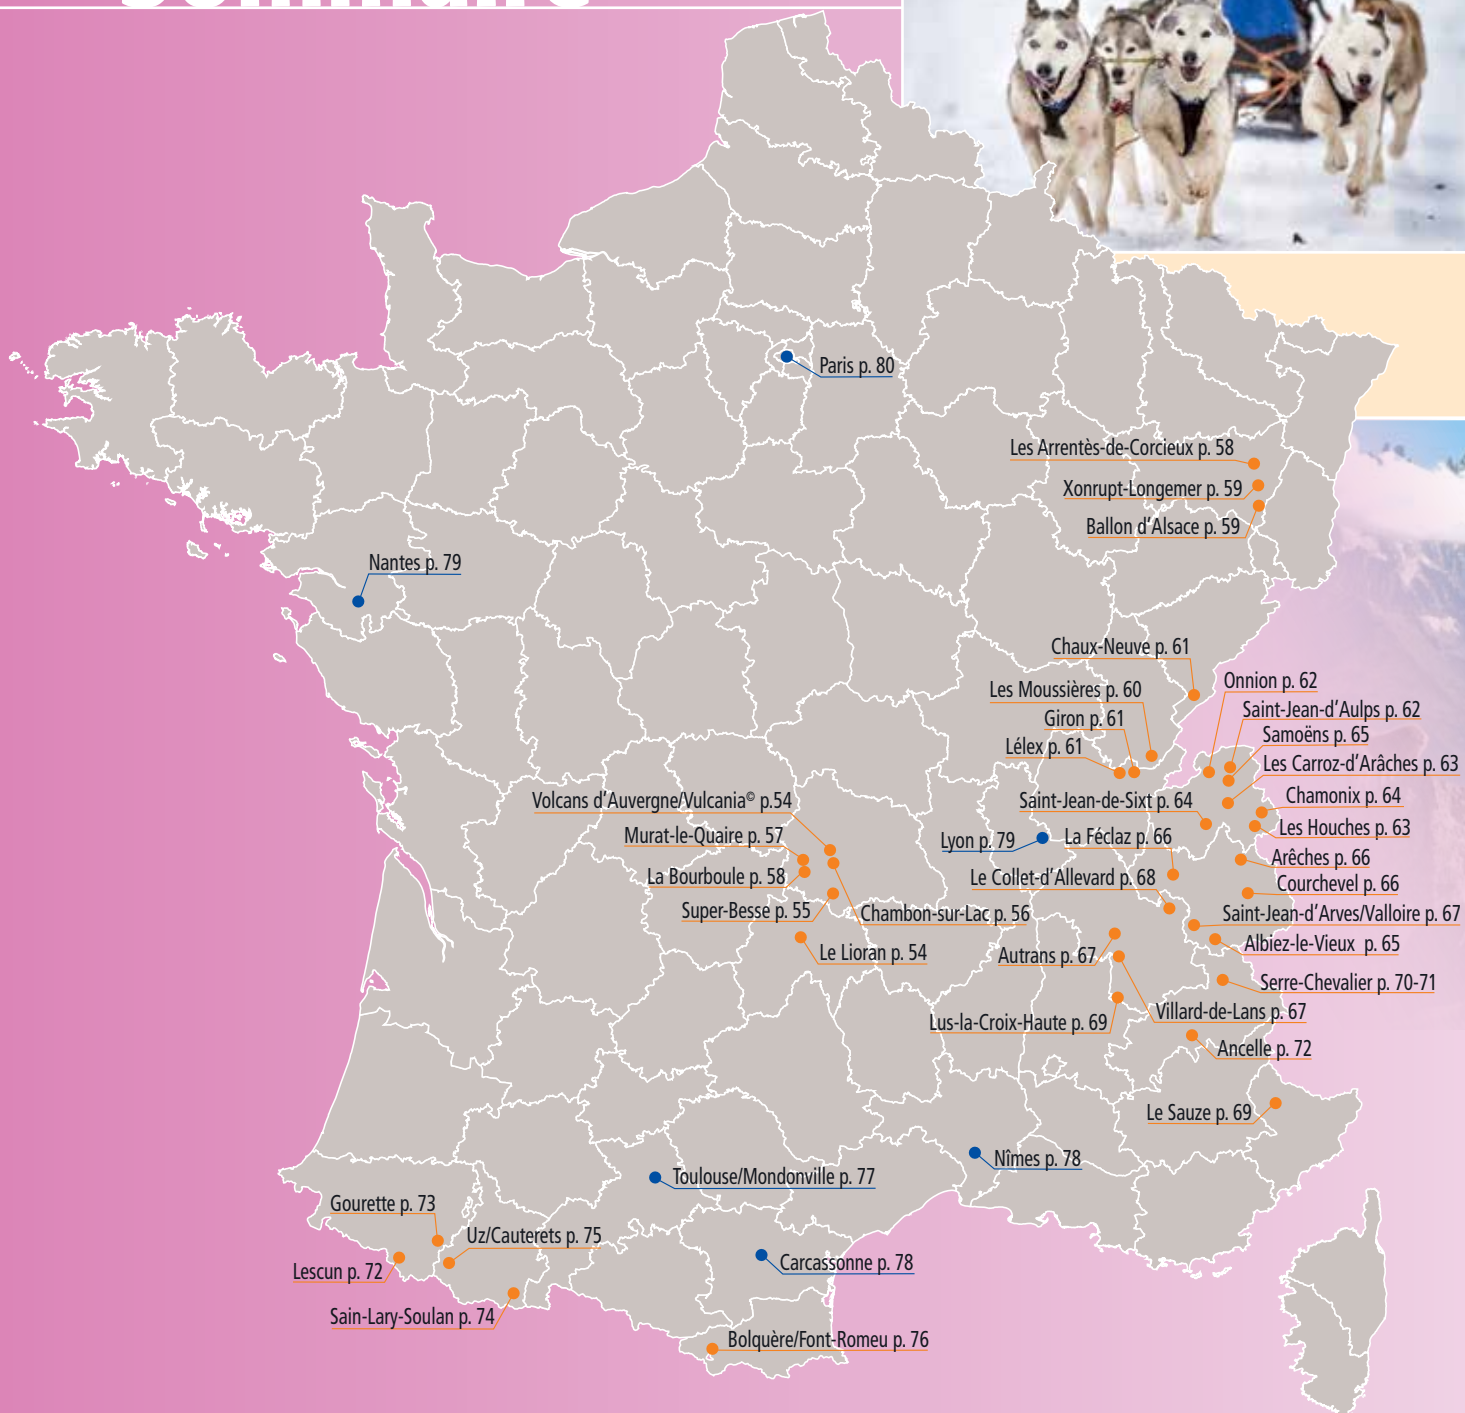 Paris p. 80
Les Arrentès-de-Corcieux p. 58
Xonrupt-Longemer p. 59
Ballon d'Alsace p. 59
Nantes p. 79
Chaux-Neuve p. 61
Les Moussières p. 60
Onnion p. 62
Giron p. 61
Saint-Jean-d'Aulps p. 62
Lélex p. 61
Samoëns p. 65
Les Carroz-d'Arâches p. 63
Volcans d'Auvergne/Vulcania© p.54
Saint-Jean-de-Sixt p. 64
Chamonix p. 64
Murat-le-Quaire p. 57
Lyon p. 79
La Féclaz p. 66
Les Houches p. 63
La Bourboule p. 58
Le Collet-d'Allevard p. 68
Arêches p. 66
Courchevel p. 66
Super-Besse p. 55
Chambon-sur-Lac p. 56
Saint-Jean-d'Arves/Valloire p. 67
Le Lioran p. 54
Autrans p. 67
Albiez-le-Vieux p. 65
Serre-Chevalier p. 70-71
Lus-la-Croix-Haute p. 69
Villard-de-Lans p. 67
Ancelle p. 72
Le Sauze p. 69
Nîmes p. 78
Toulouse/Mondonville p. 77
Gourette p. 73
Uz/Cauterets p. 75
Lescun p. 72
Carcassonne p. 78
Sain-Lary-Soulan p. 74
Bolquère/Font-Romeu p. 76